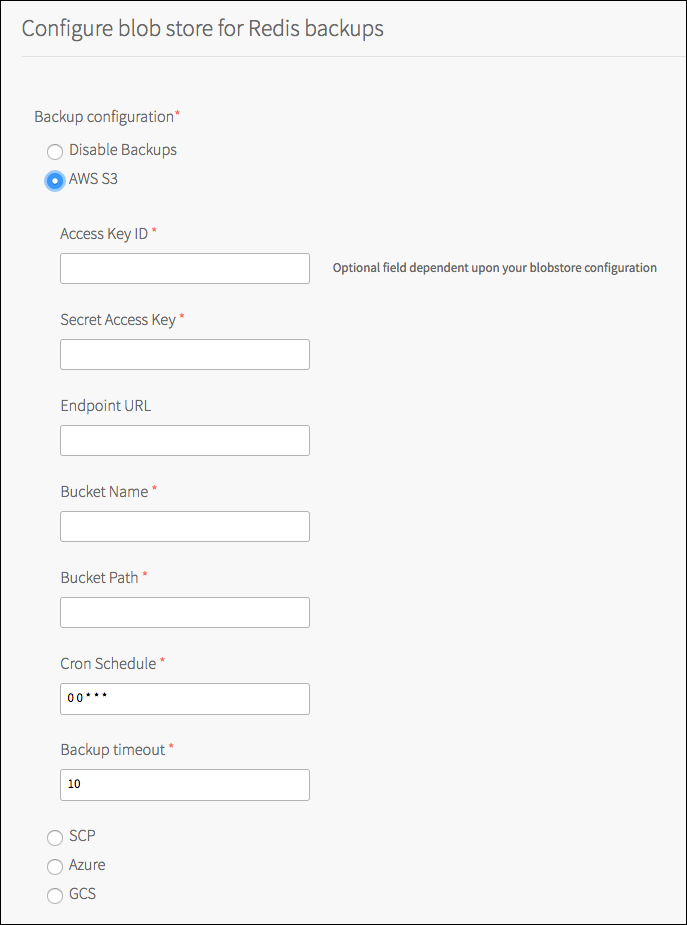 Configure blob store for Redis backups
Backup configuration*
Disable Backups
AWS S3
Access Key ID *
Optional field dependent upon your blobstore configuration
Secret Access Key *
Endpoint URL
Bucket Name *
Bucket Path *
Cron Schedule *
0 0 * * *
Backup timeout *
10
SCP
Azure
GCS